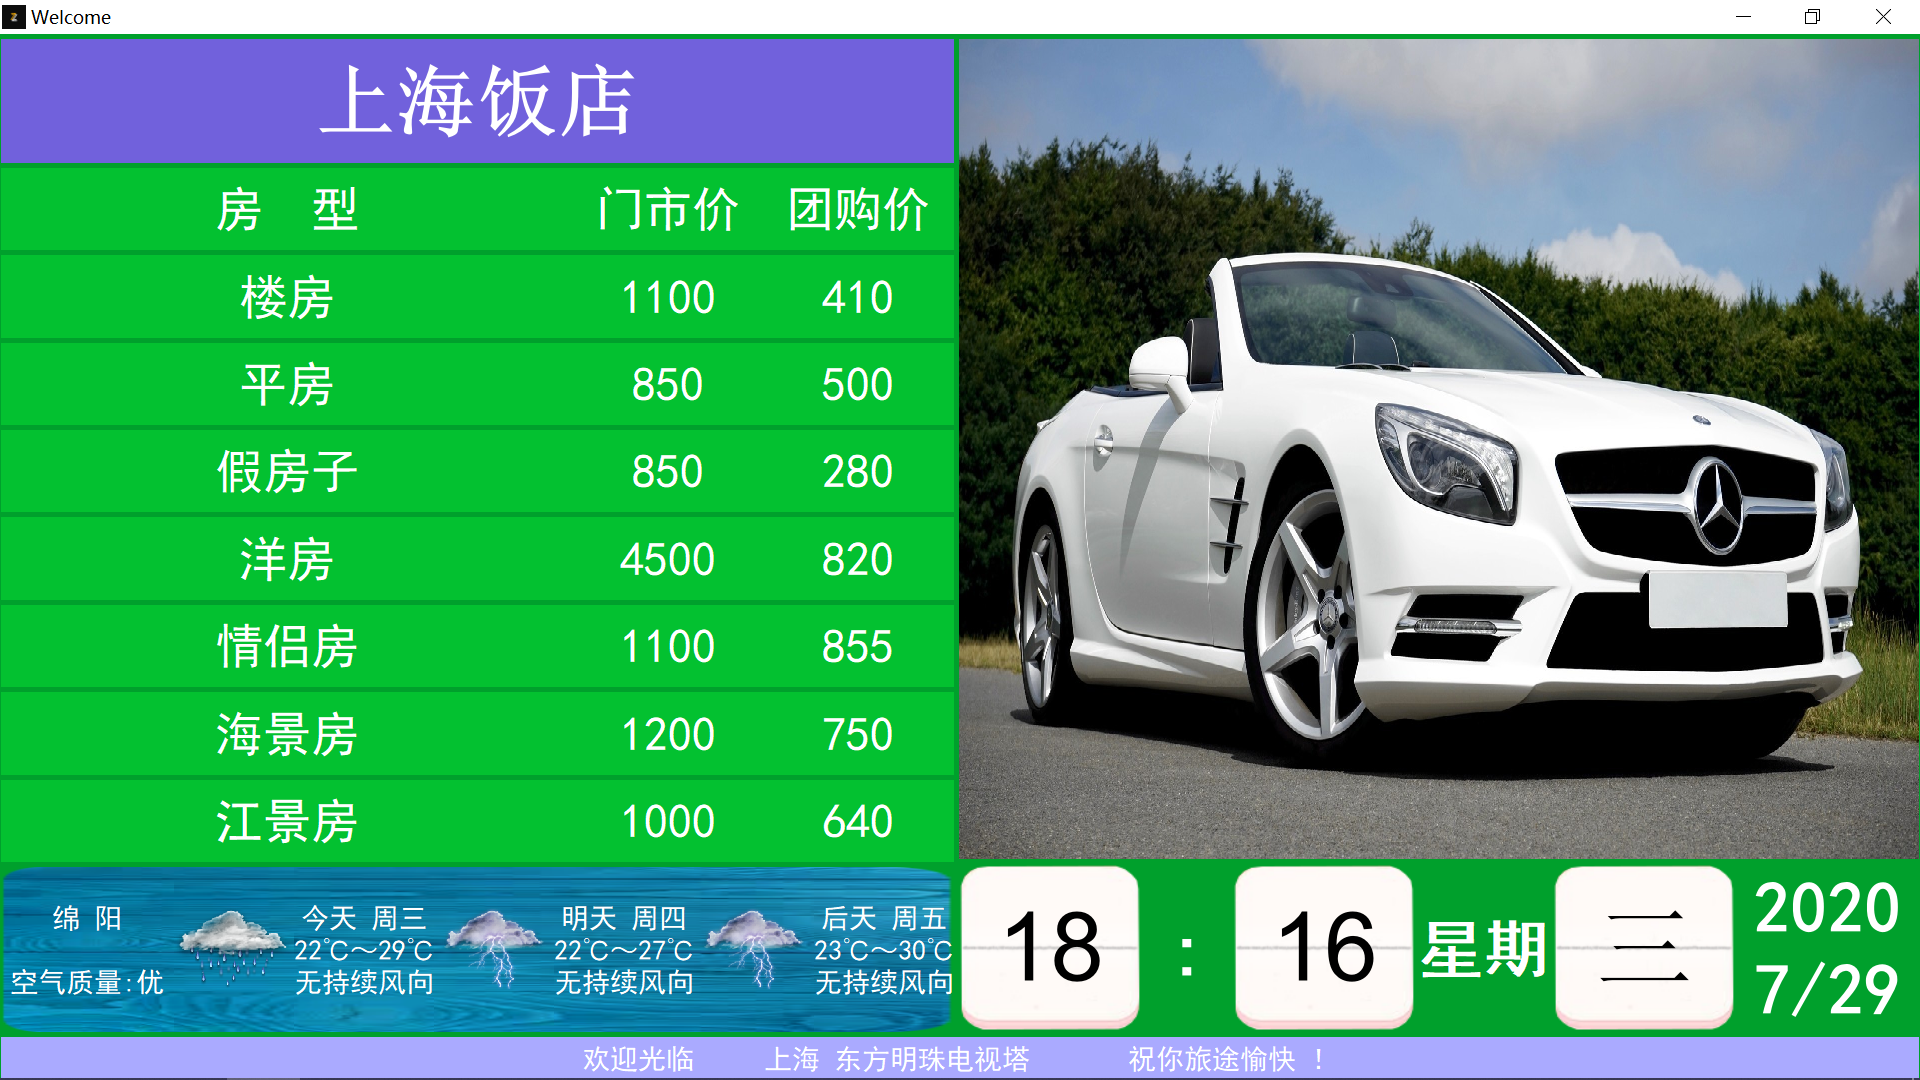 Welcome
上海饭店
房 型 门市价 团购价
楼房 1100 410
平房 850 500
假房子 850 280
洋房 4500 820
情侣房 1100 855
海景房 1200 750
江景房 1000 640
绵 阳
空气质量:优
今天 周三
22℃～29℃
无持续风向
明天 周四
22℃～27℃
无持续风向
后天 周五
23℃～30℃
无持续风向
18 : 16 星期 三
2020
7/29
欢迎光临 上海 东方明珠电视塔 祝你旅途愉快 ！